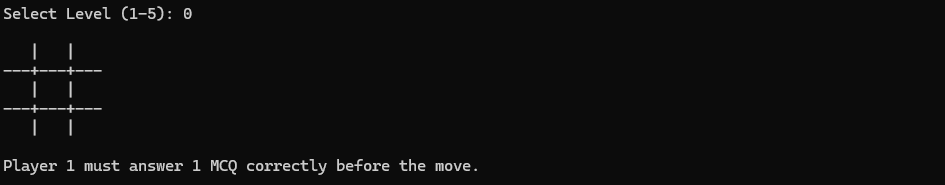 Select Level (1-5): 0
   |   |
---+---+---
   |   |
---+---+---
   |   |
Player 1 must answer 1 MCQ correctly before the move.